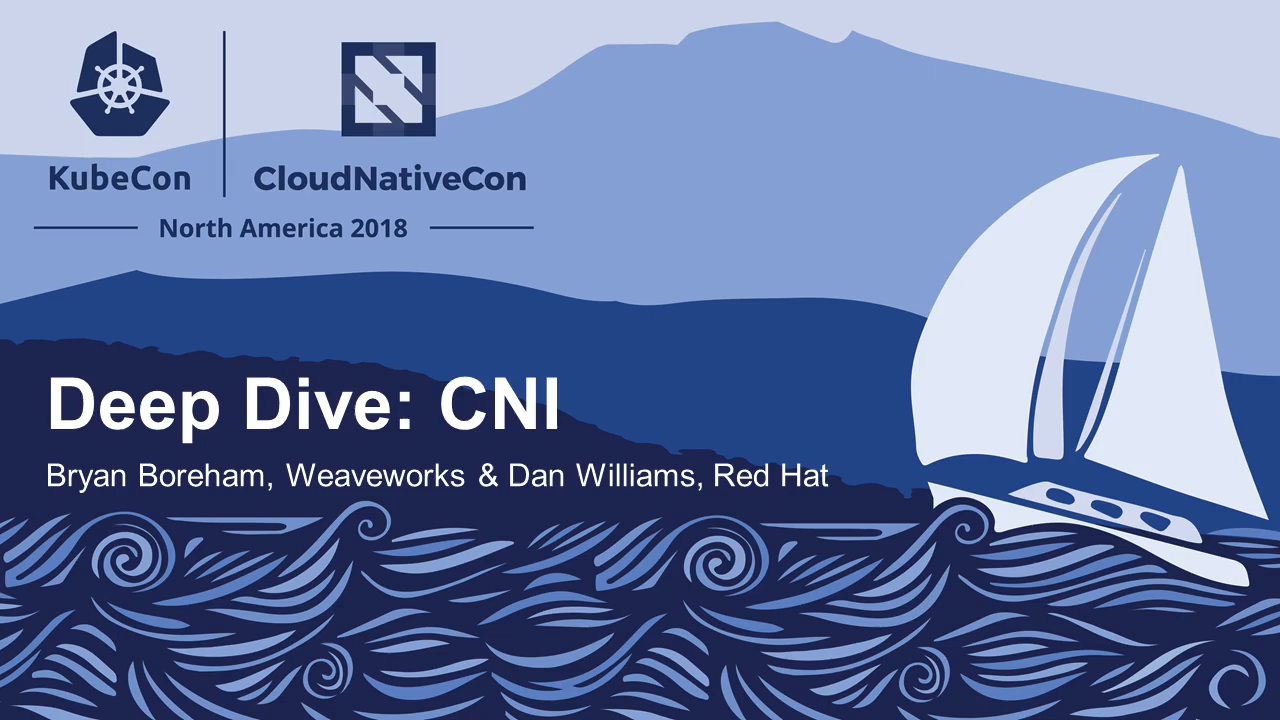 KubeCon
CloudNativeCon
North America 2018
Deep Dive: CNI
Bryan Boreham, Weaveworks & Dan Williams, Red Hat